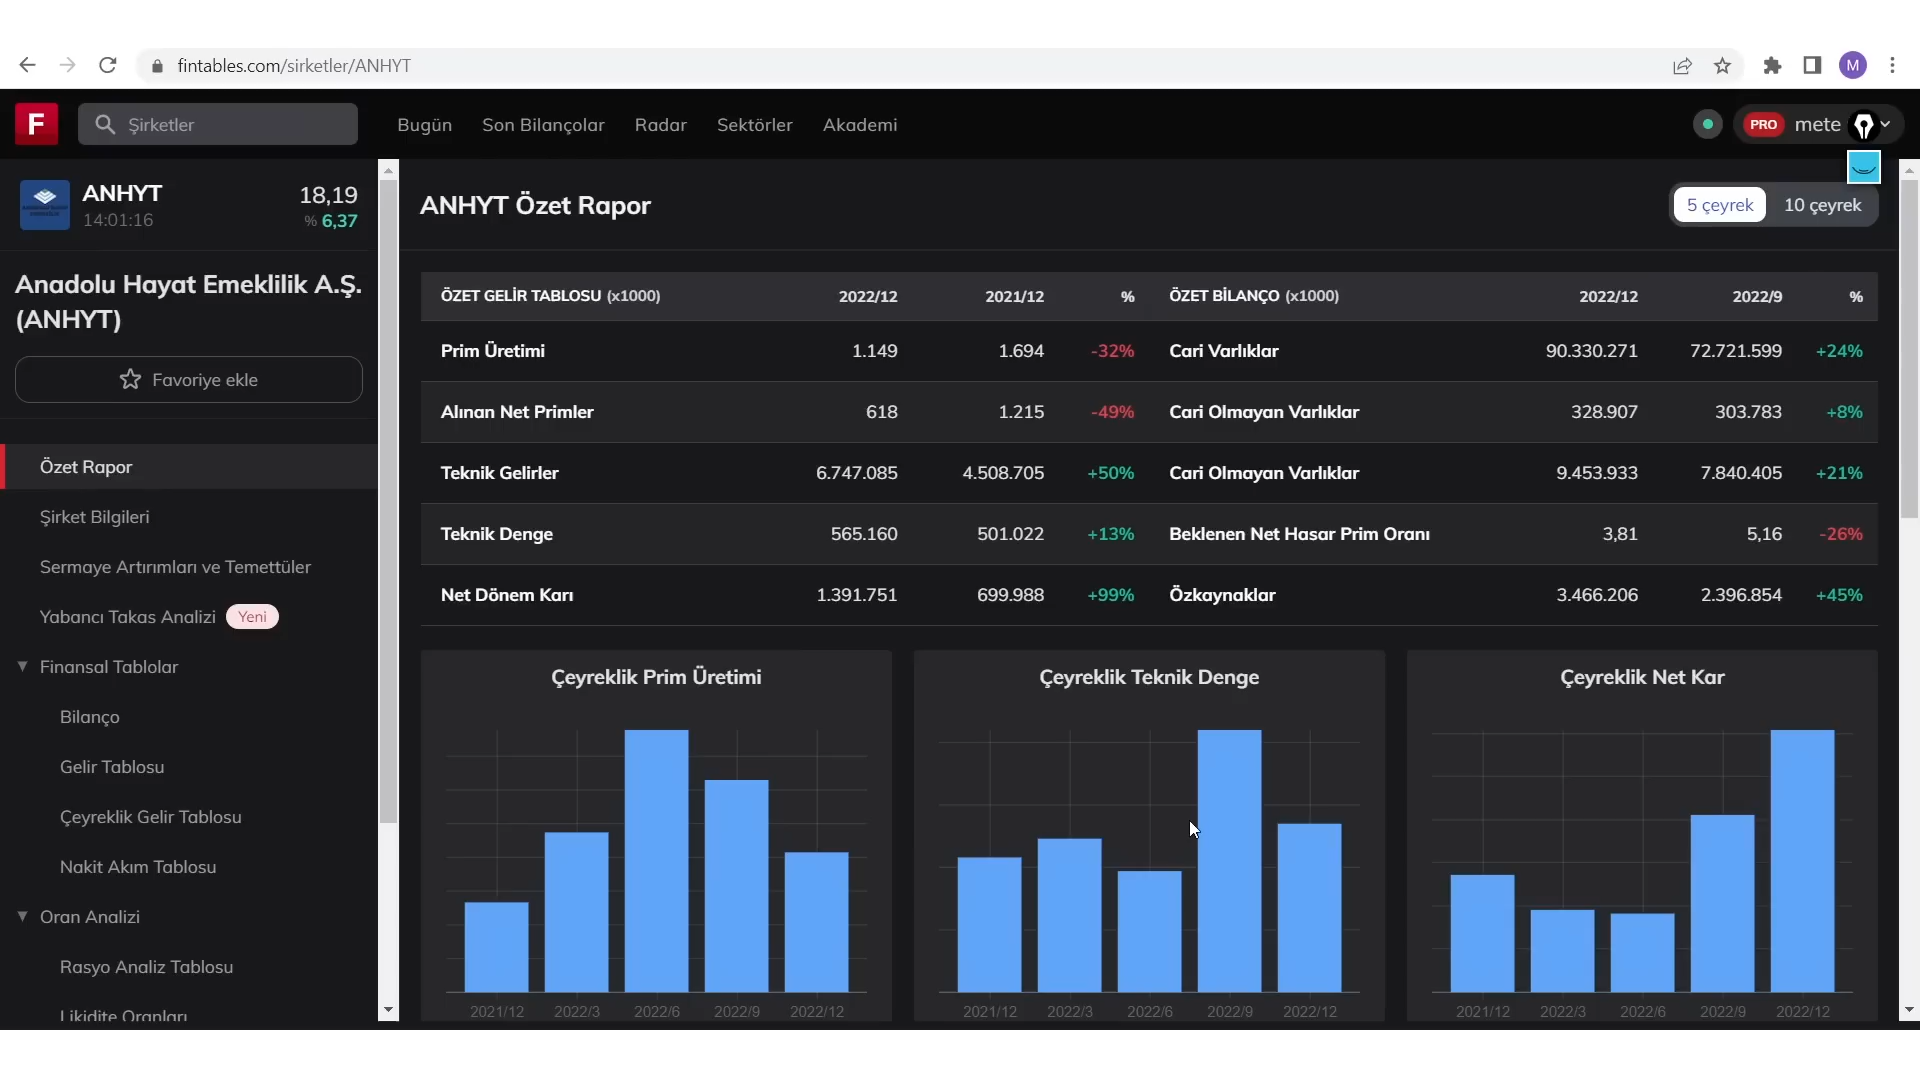 fintables.com/sirketler/ANHYT
M
F
Şirketler
Bugün
Son Bilançolar
Radar
Sektörler
Akademi
PRO mete
ANHYT 18,19
14:01:16 % 6,37
Anadolu Hayat Emeklilik A.Ş.
(ANHYT)
Favoriye ekle
Özet Rapor
Şirket Bilgileri
Sermaye Artırımları ve Temettüler
Yabancı Takas Analizi Yeni
Finansal Tablolar
Bilanço
Gelir Tablosu
Çeyreklik Gelir Tablosu
Nakit Akım Tablosu
Oran Analizi
Rasyo Analiz Tablosu
Likidite Oranları
ANHYT Özet Rapor
5 çeyrek 10 çeyrek
ÖZET GELİR TABLOSU (x1000) 2022/12 2021/12 % ÖZET BİLANÇO (x1000) 2022/12 2022/9 %
Prim Üretimi 1.149 1.694 -32% Cari Varlıklar 90.330.271 72.721.599 +24%
Alınan Net Primler 618 1.215 -49% Cari Olmayan Varlıklar 328.907 303.783 +8%
Teknik Gelirler 6.747.085 4.508.705 +50% Cari Olmayan Varlıklar 9.453.933 7.840.405 +21%
Teknik Denge 565.160 501.022 +13% Beklenen Net Hasar Prim Oranı 3,81 5,16 -26%
Net Dönem Karı 1.391.751 699.988 +99% Özkaynaklar 3.466.206 2.396.854 +45%
Çeyreklik Prim Üretimi
2021/12 2022/3 2022/6 2022/9 2022/12
Çeyreklik Teknik Denge
2021/12 2022/3 2022/6 2022/9 2022/12
Çeyreklik Net Kar
2021/12 2022/3 2022/6 2022/9 2022/12